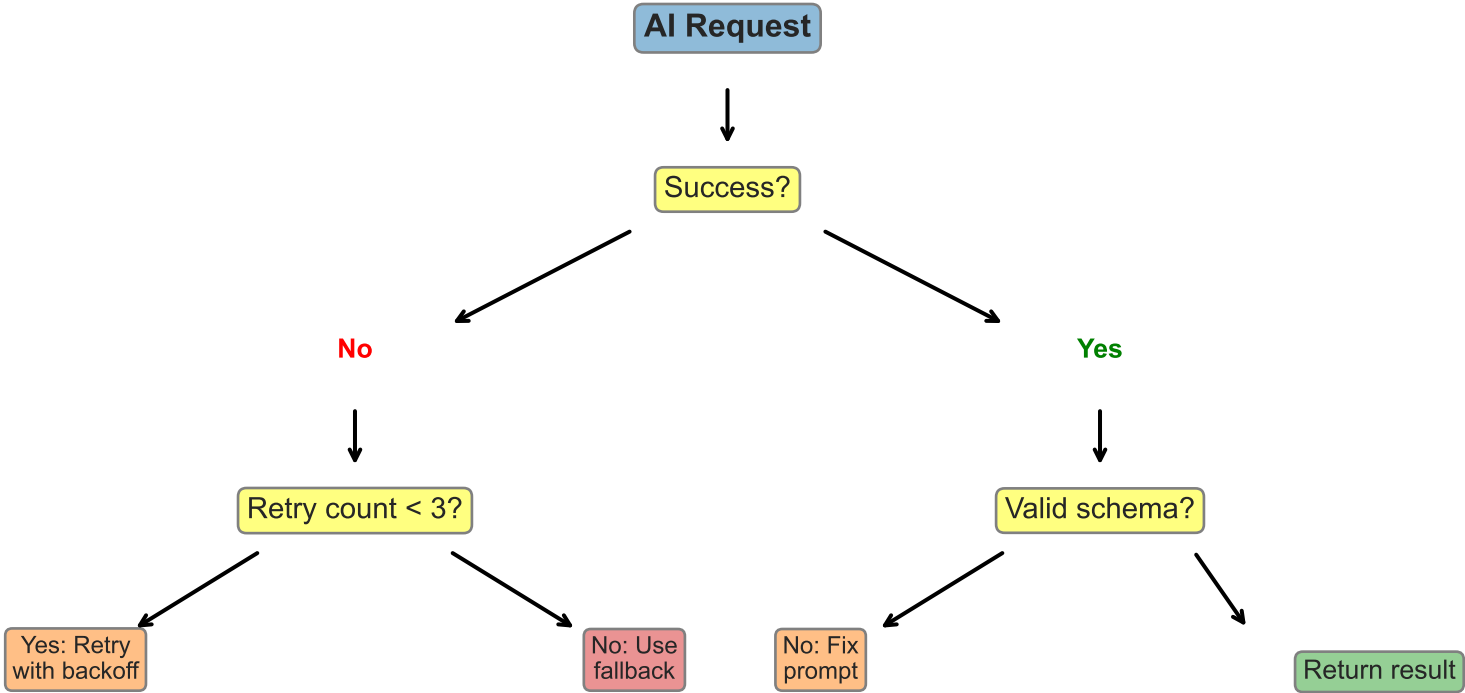 AI Request
Success?
No
Yes
Retry count < 3?
Valid schema?
Yes: Retry
with backoff
No: Use
fallback
No: Fix
prompt
Return result